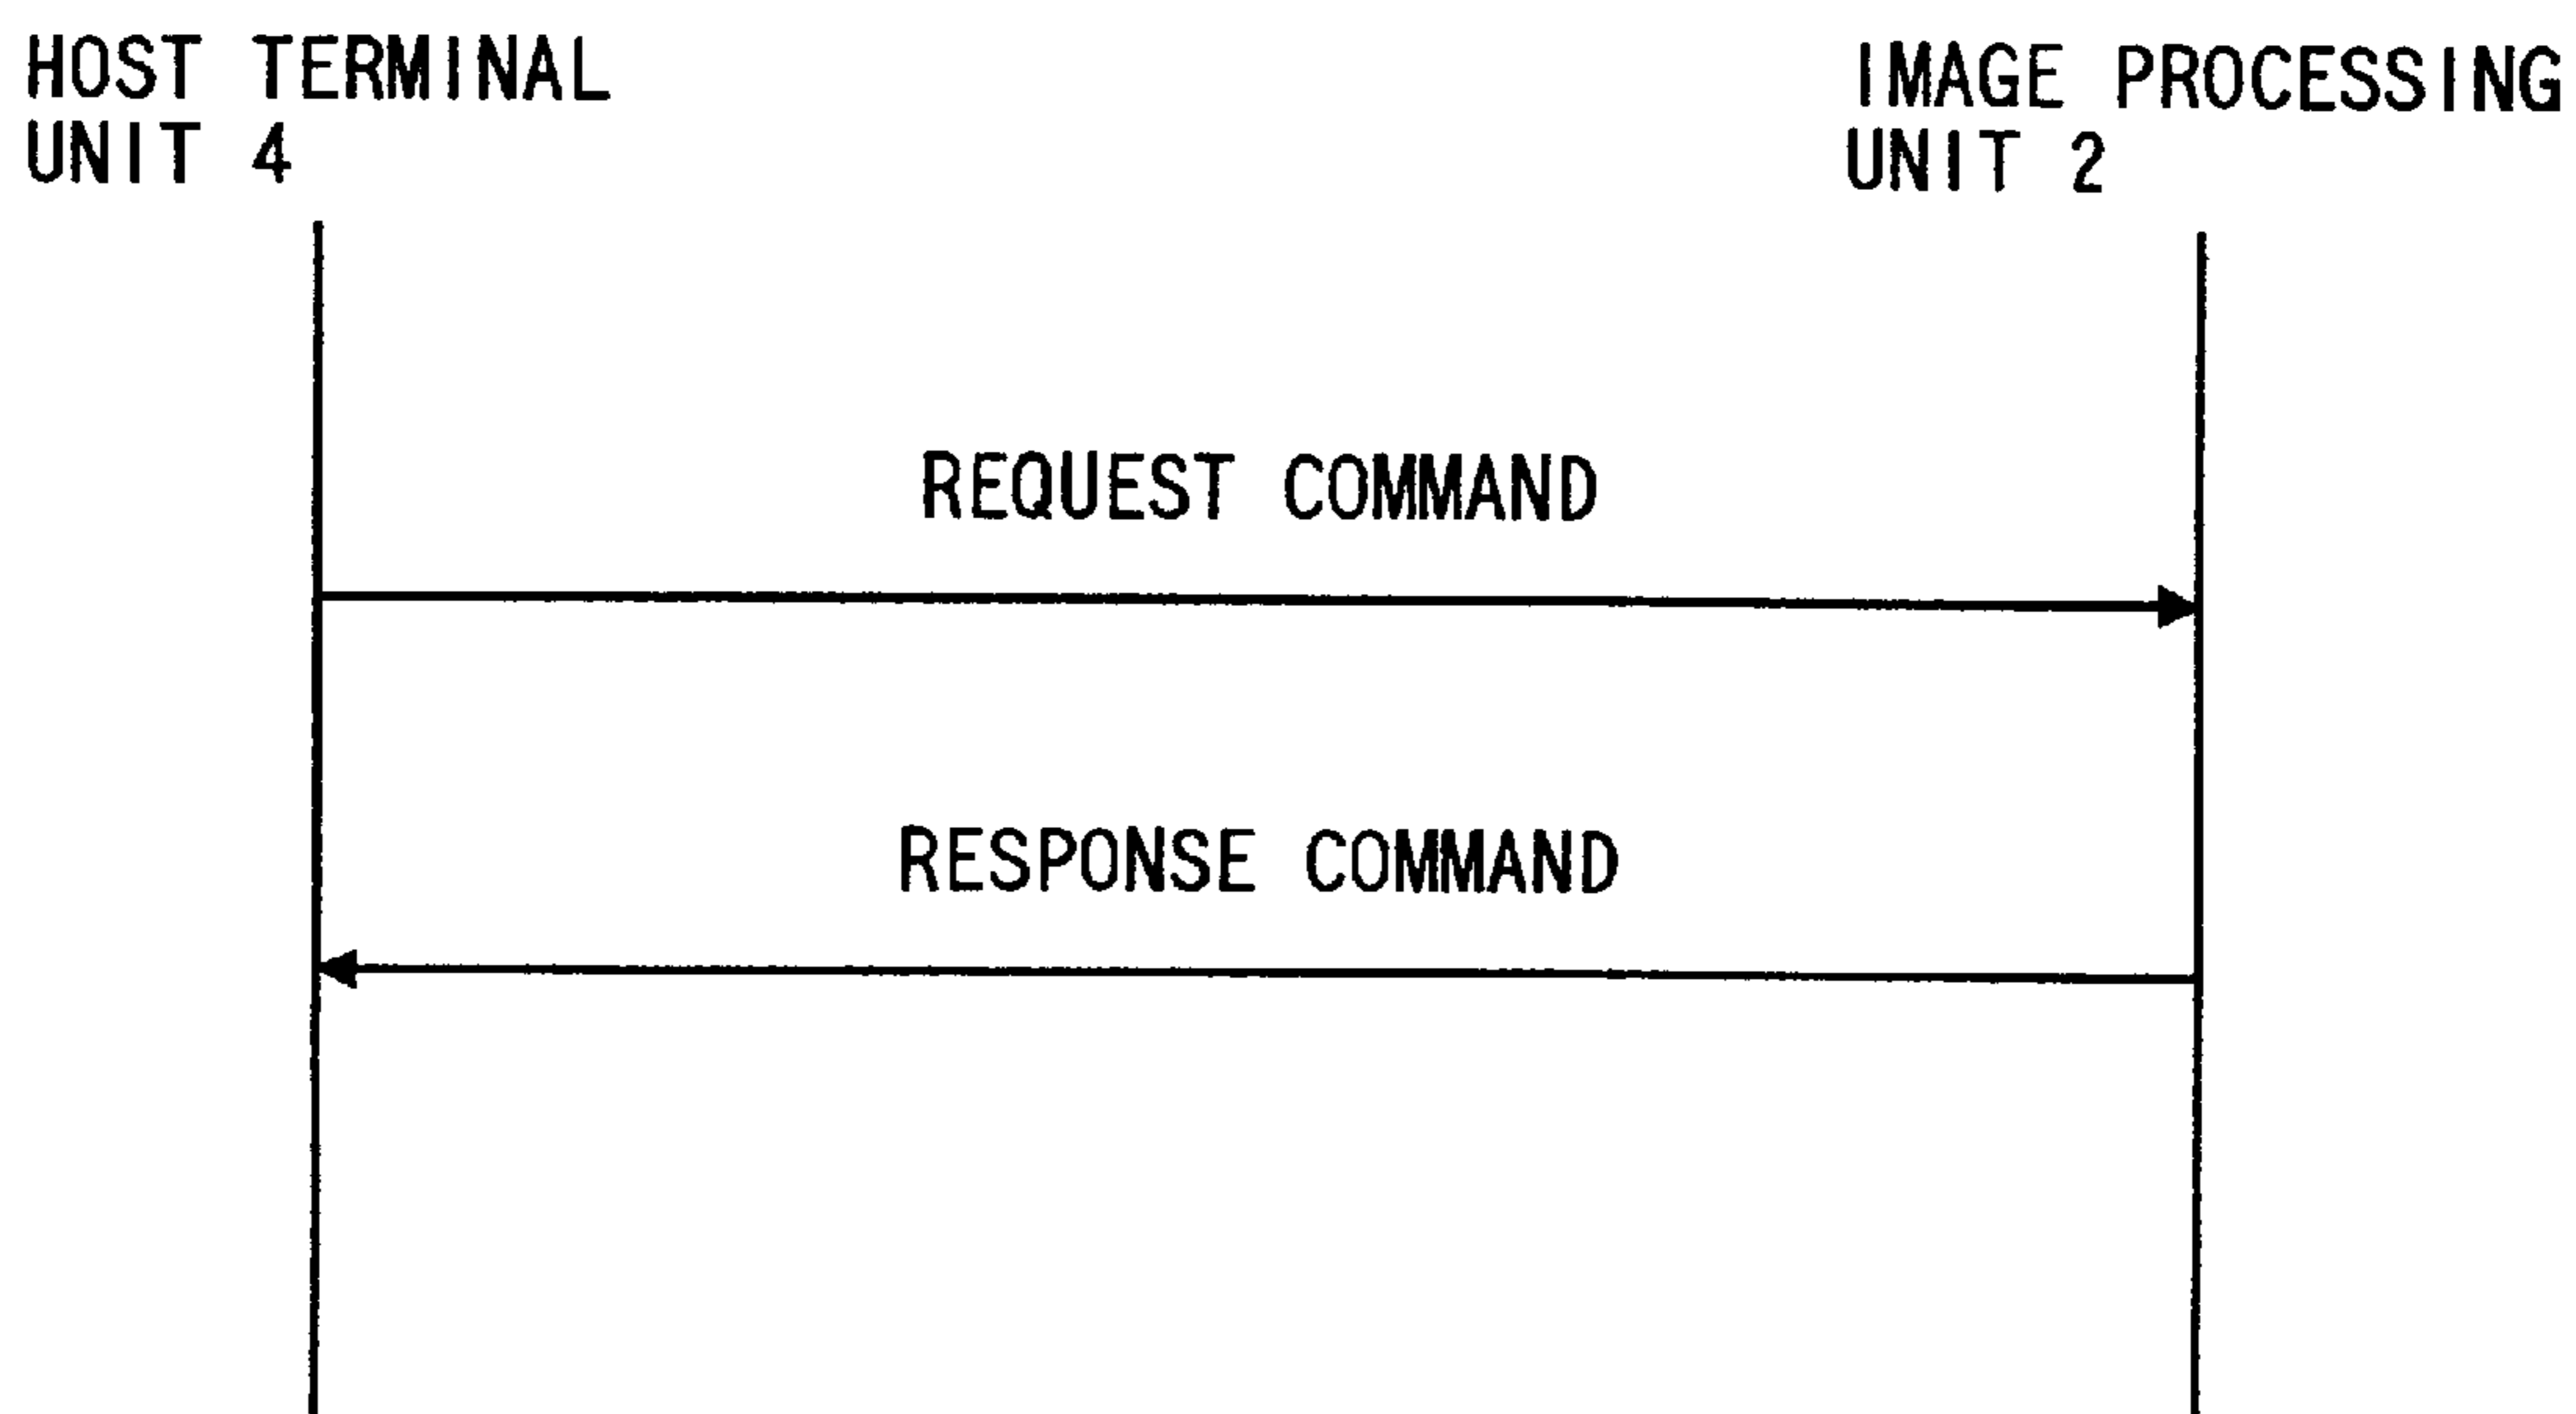 HOST TERMINAL
UNIT 4
IMAGE PROCESSING
UNIT 2
REQUEST COMMAND
RESPONSE COMMAND